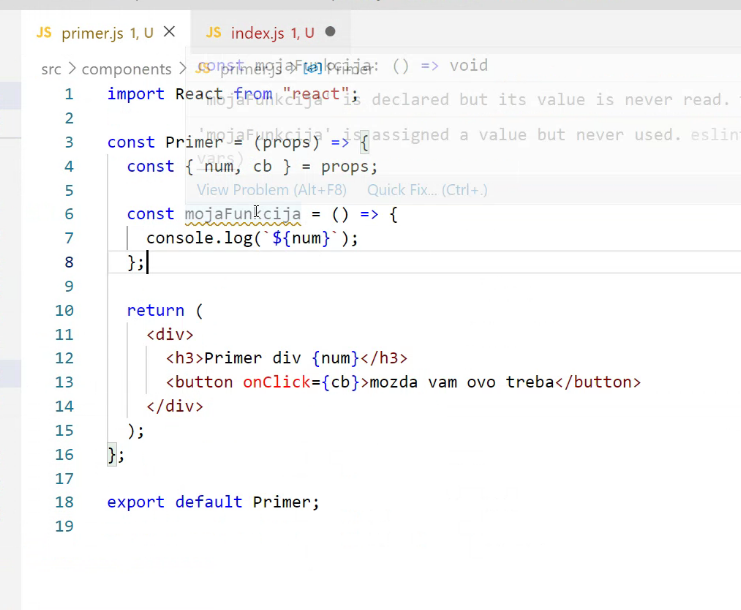 JS primer.js 1, U × JS index.js 1, U ●
src > components > JS primer.js > Primer
const mojaFunkcija: () => void
'mojaFunkcija' is declared but its value is never read.
'mojaFunkcija' is assigned a value but never used. eslint
vars)
View Problem (Alt+F8) Quick Fix... (Ctrl+.)
1 import React from "react";
2
3 const Primer = (props) => {
4 const { num, cb } = props;
5
6 const mojaFunkcija = () => {
7 console.log(`${num}`);
8 };
9
10 return (
11 <div>
12 <h3>Primer div {num}</h3>
13 <button onClick={cb}>mozda vam ovo treba</button>
14 </div>
15 );
16 };
17
18 export default Primer;
19